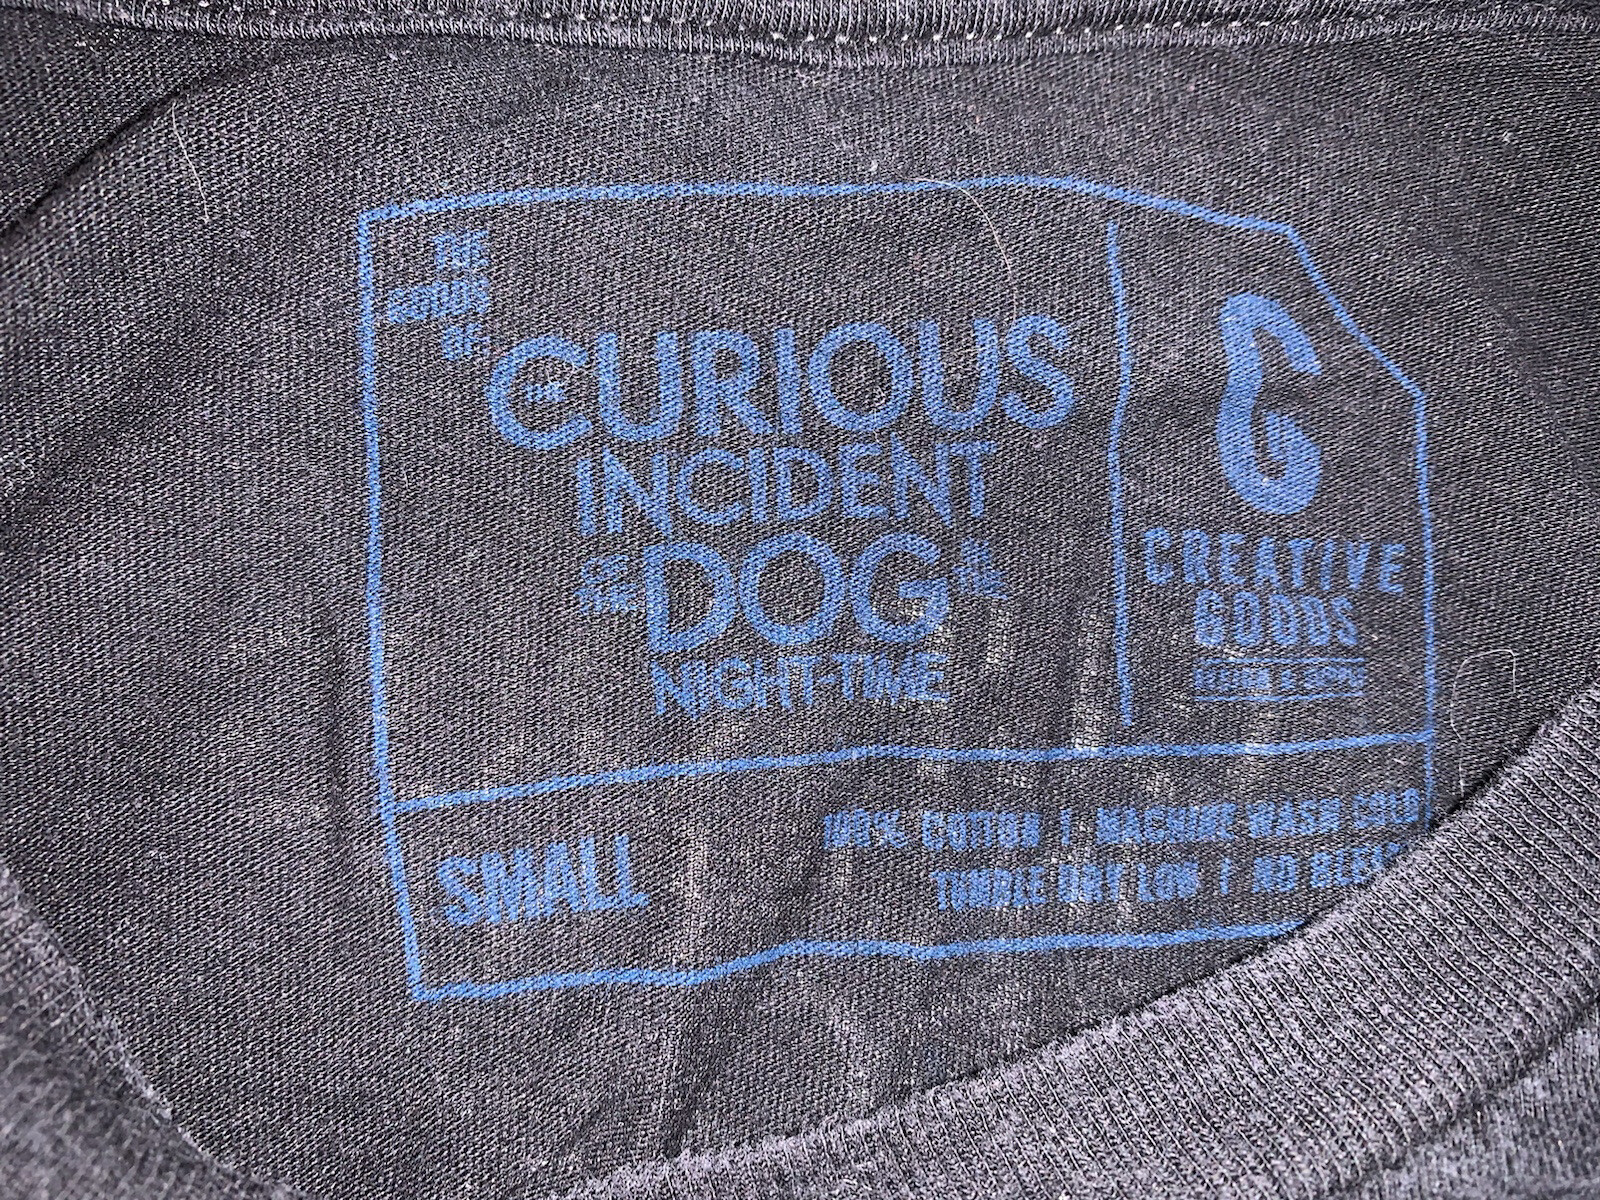 THE
GOODS
OF:
THE
CURIOUS
INCIDENT
OF THE
DOG
IN THE
NIGHT-TIME
G
CREATIVE
GOODS
SMALL
100% COTTON | MACHINE WASH COLD
TUMBLE DRY LOW | NO